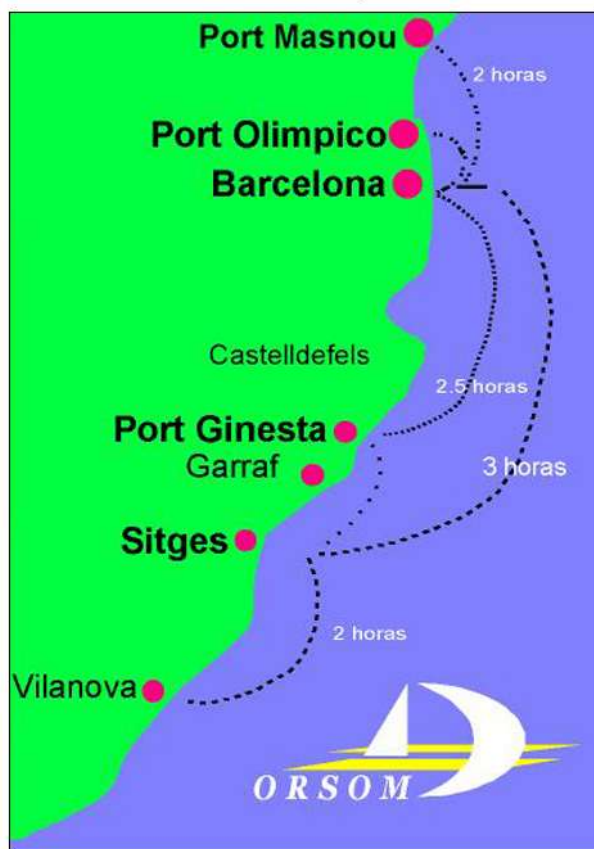 Port Masnou
2 horas
Port Olimpico
Barcelona
Castelldefels
2.5 horas
Port Ginesta
Garraf
3 horas
Sitges
2 horas
Vilanova
ORSOM